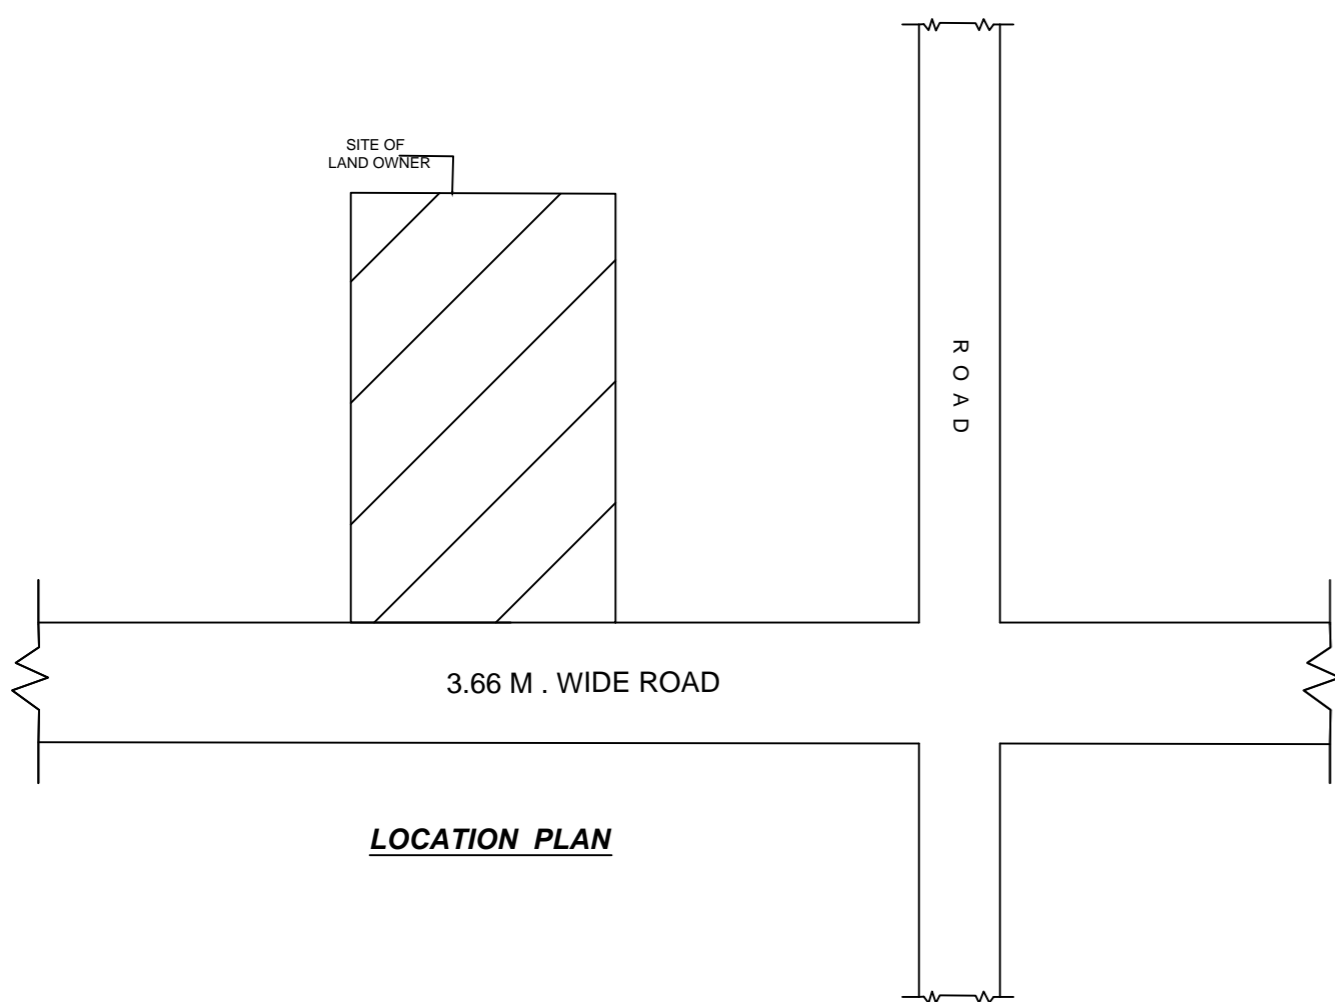 SITE OF
LAND OWNER
ROAD
3.66 M . WIDE ROAD
LOCATION PLAN